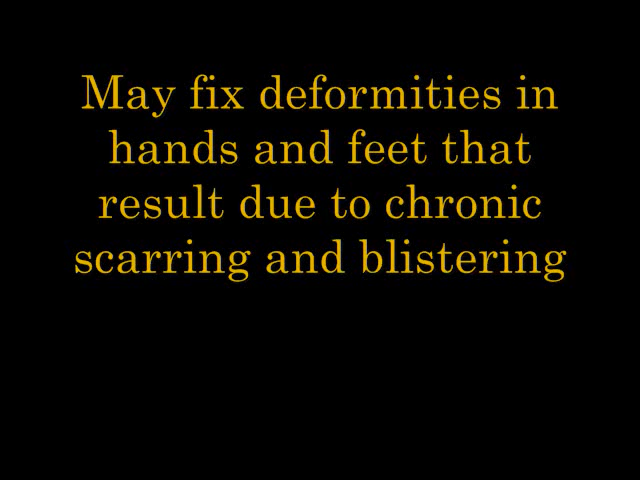 May fix deformities in
hands and feet that
result due to chronic
scarring and blistering